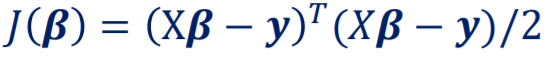 J(β) = (Xβ − y)ᵀ(Xβ − y)/2